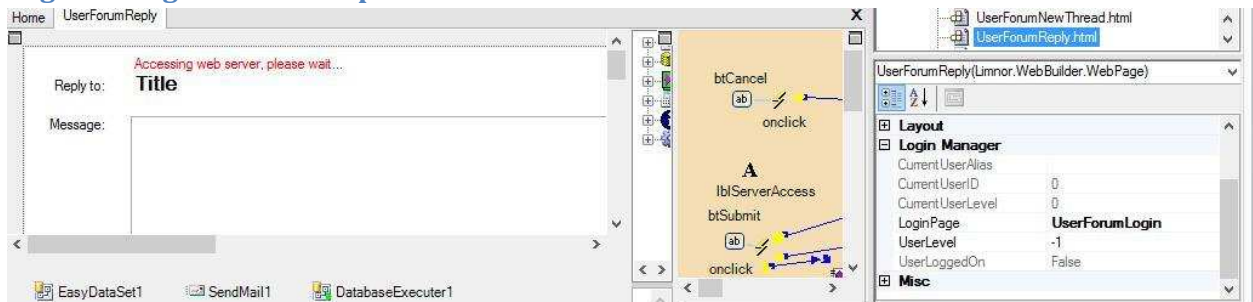 Home UserForumReply X
Accessing web server, please wait...
Reply to: Title
Message:
EasyDataSet1 SendMail1 DatabaseExecuter1
btCancel
ab
onclick
A
lblServerAccess
btSubmit
ab
onclick
UserForumNewThread.html
UserForumReply.html
UserForumReply(Limnor.WebBuilder.WebPage)
Layout
Login Manager
CurrentUserAlias
CurrentUserID 0
CurrentUserLevel 0
LoginPage UserForumLogin
UserLevel -1
UserLoggedOn False
Misc